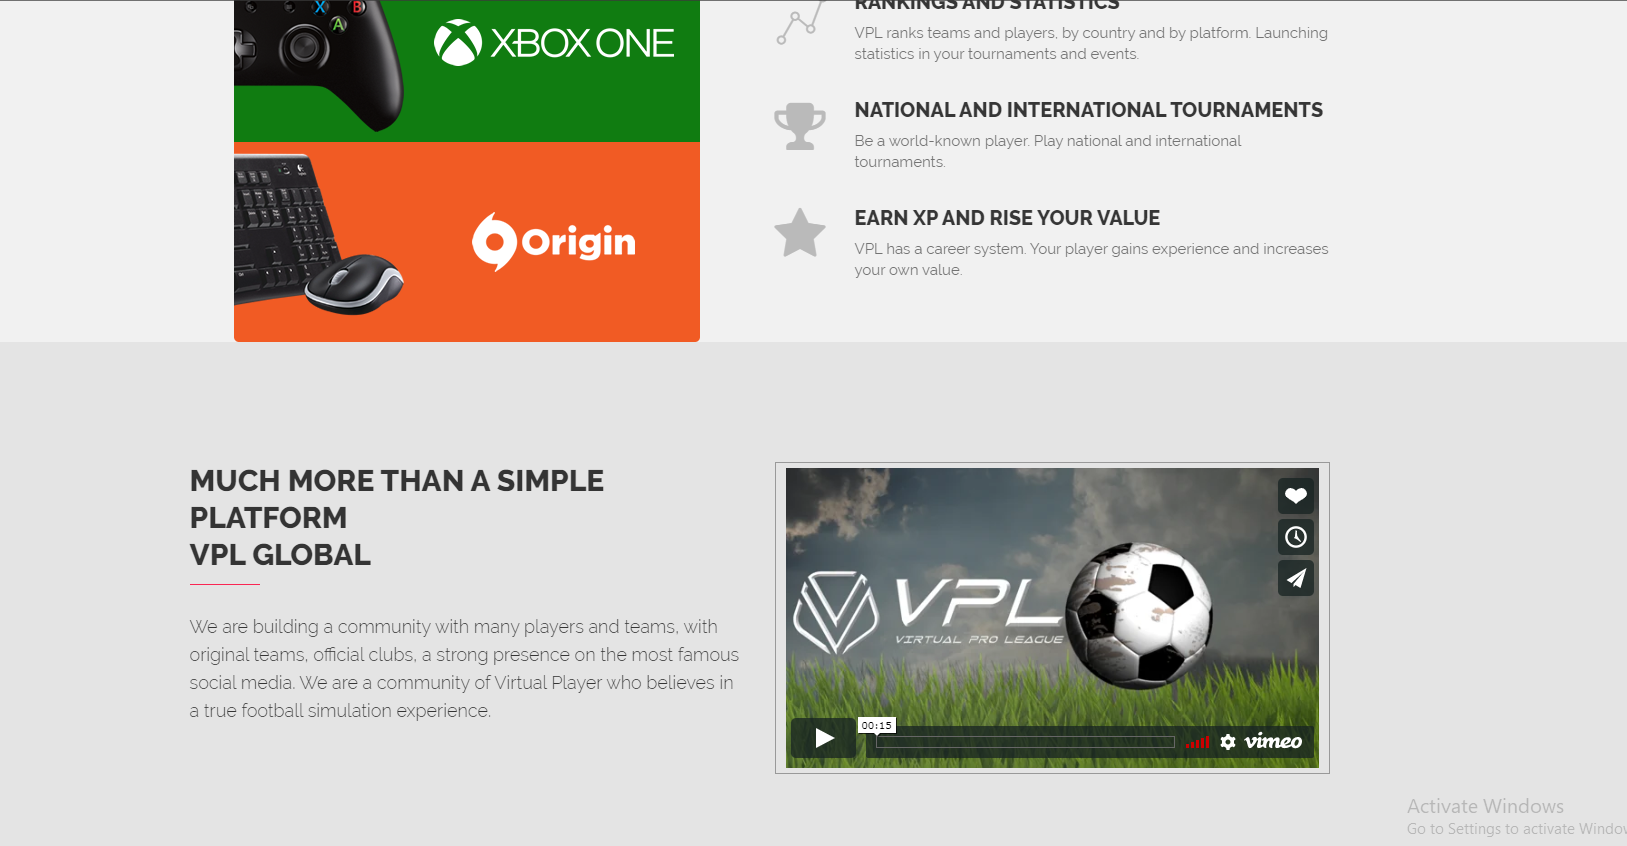 X B
A
XBOX ONE
RANKINGS AND STATISTICS
VPL ranks teams and players, by country and by platform. Launching
statistics in your tournaments and events.
NATIONAL AND INTERNATIONAL TOURNAMENTS
Be a world-known player. Play national and international
tournaments.
Origin
EARN XP AND RISE YOUR VALUE
VPL has a career system. Your player gains experience and increases
your own value.
MUCH MORE THAN A SIMPLE
PLATFORM
VPL GLOBAL
We are building a community with many players and teams, with
original teams, official clubs, a strong presence on the most famous
social media. We are a community of Virtual Player who believes in
a true football simulation experience.
VPL
VIRTUAL PRO LEAGUE
00:15
vimeo
Activate Windows
Go to Settings to activate Window